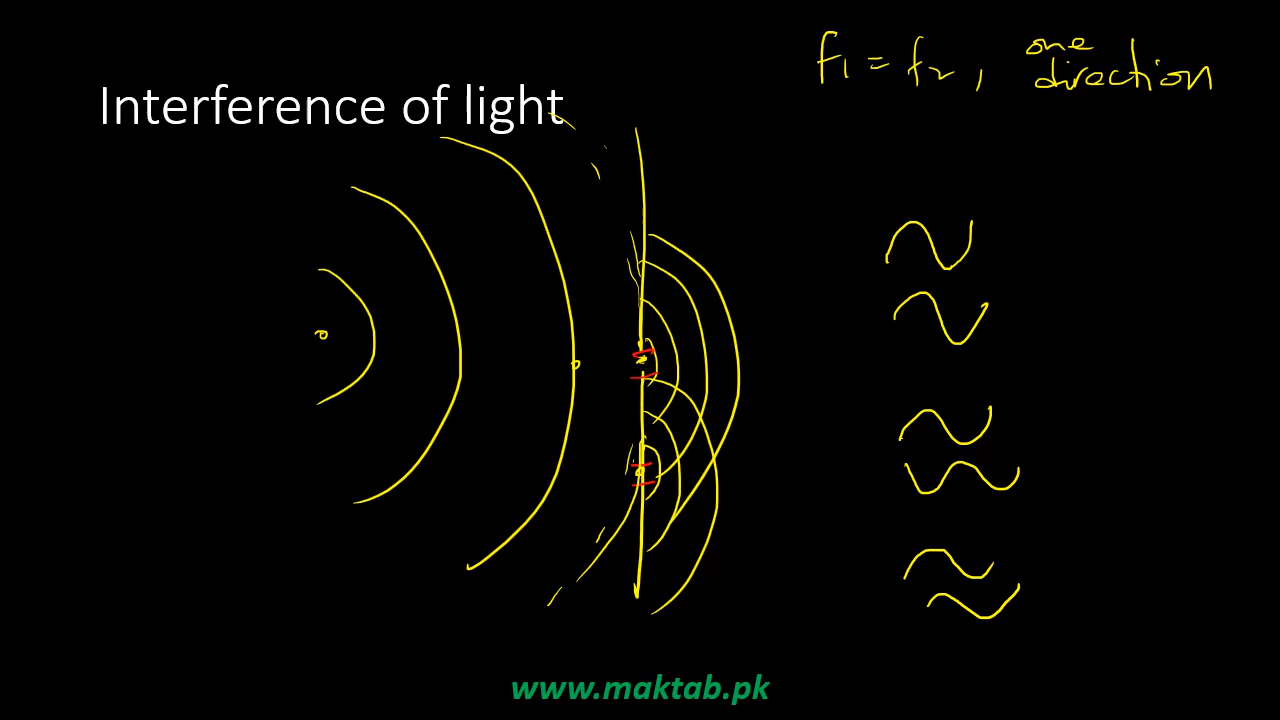 f1 = f2, one direction
Interference of light
www.maktab.pk